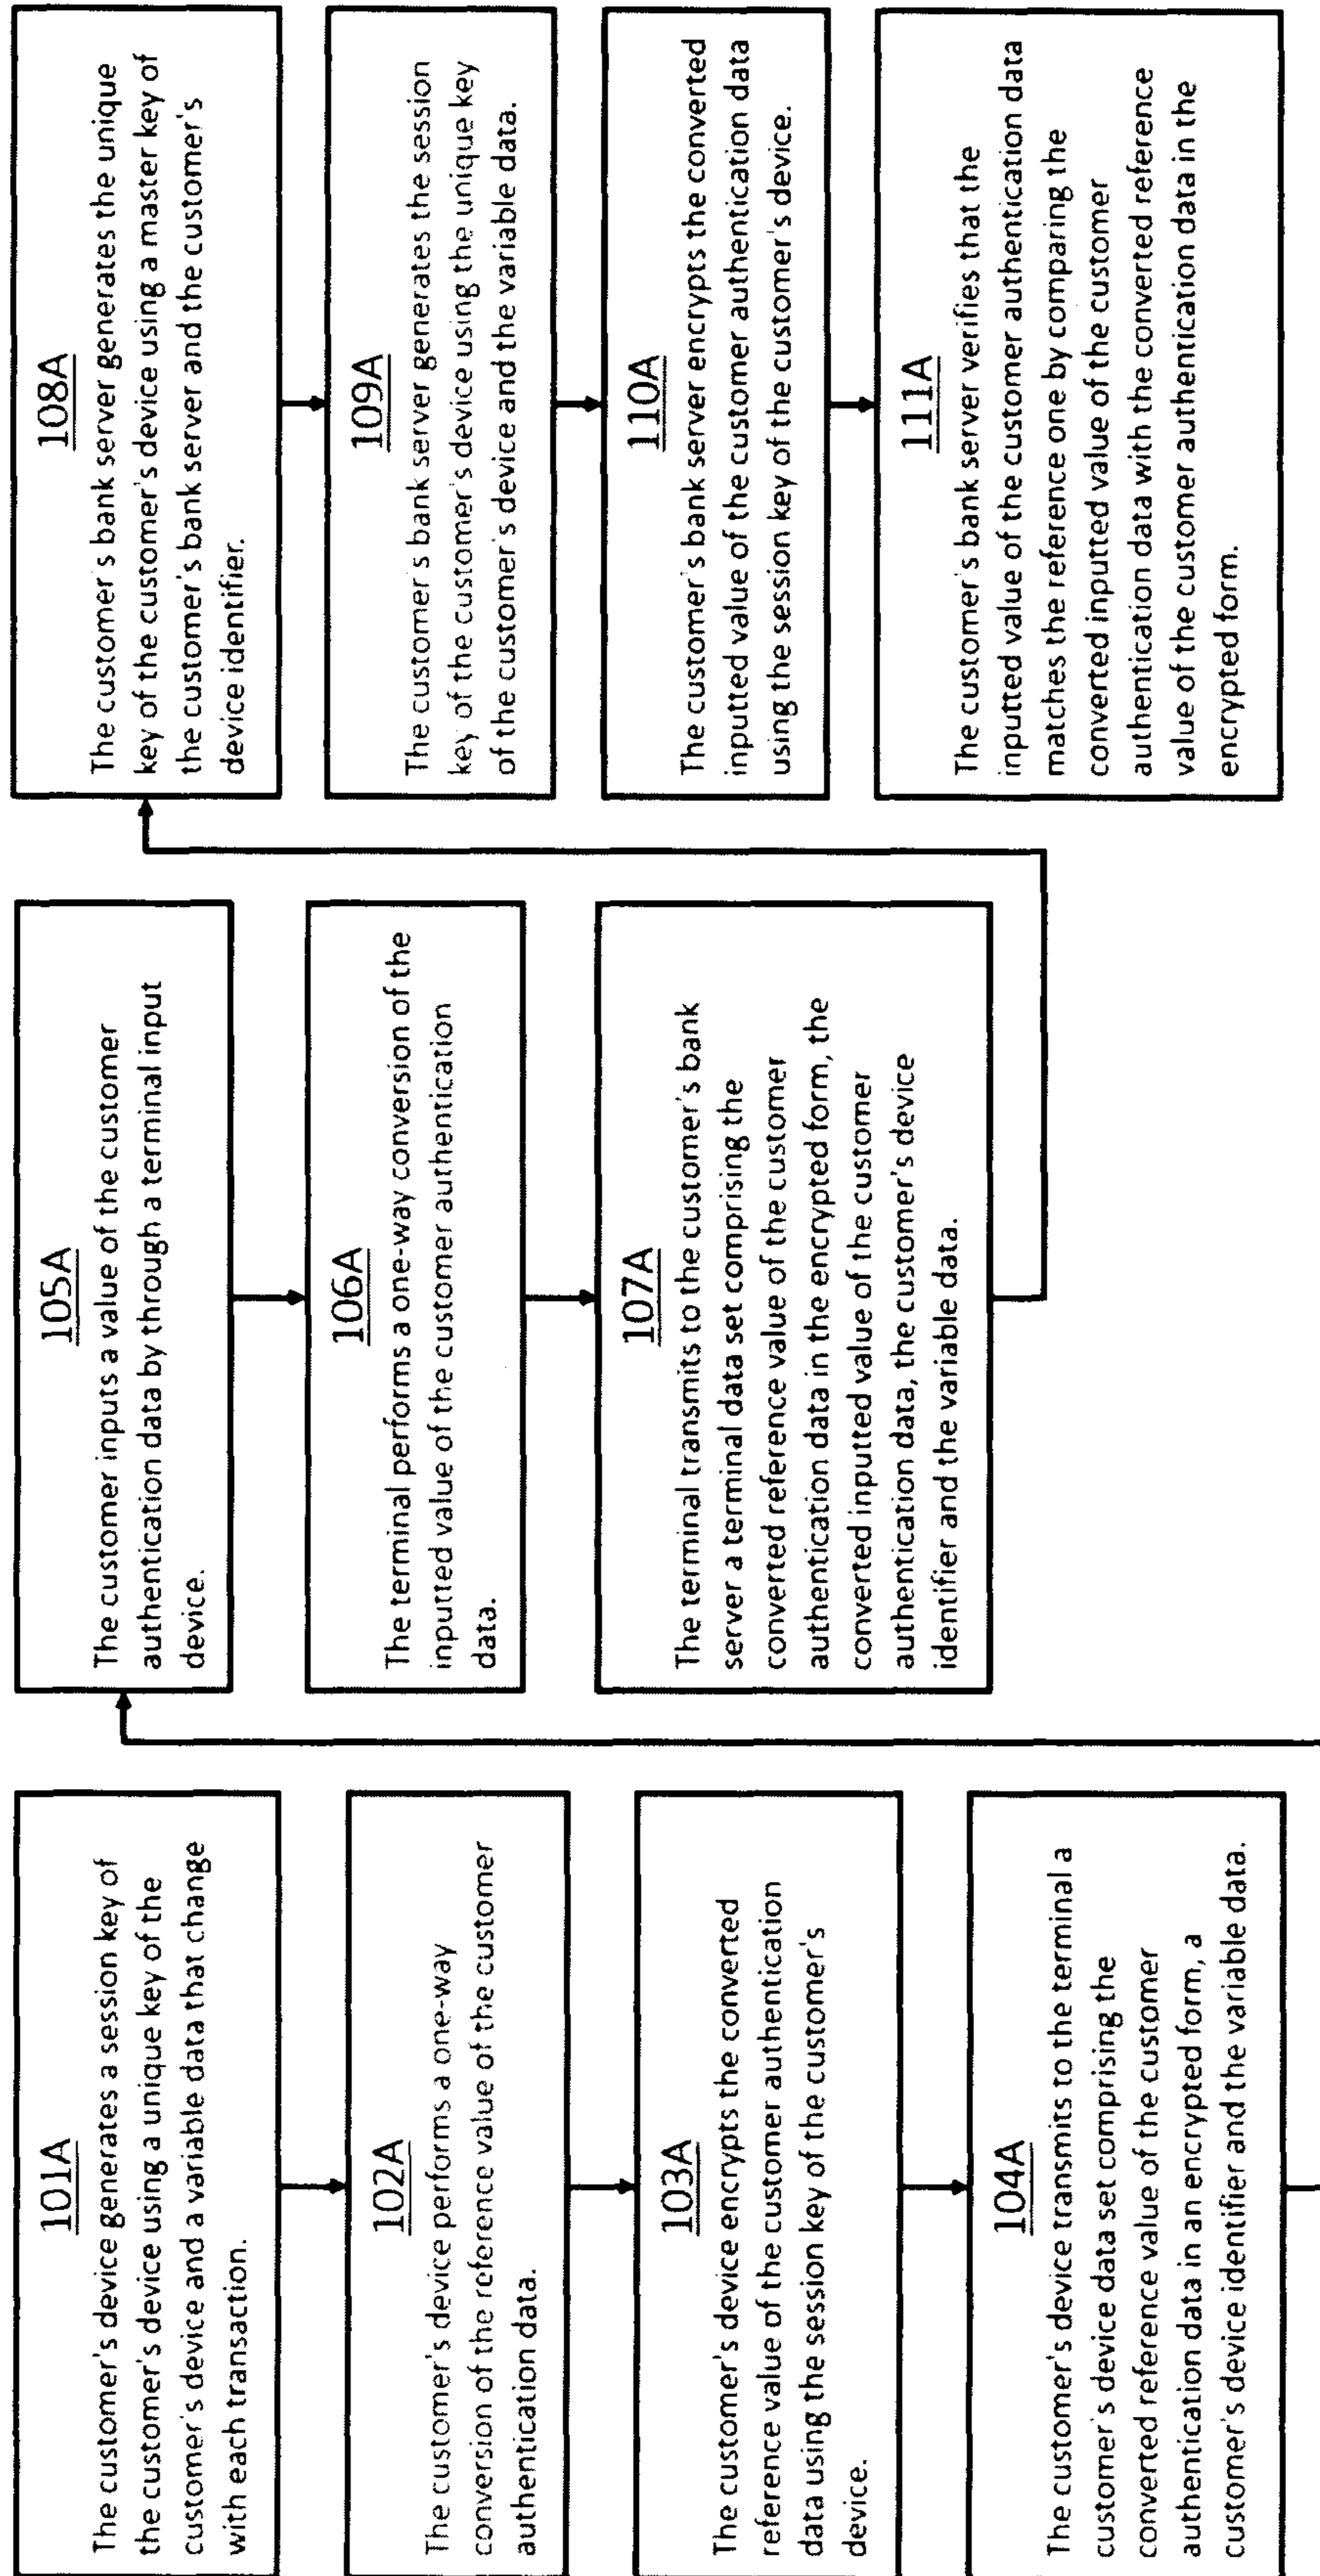 101A
The customer's device generates a session key of
the customer's device using a unique key of the
customer's device and a variable data that change
with each transaction.
102A
The customer's device performs a one-way
conversion of the reference value of the customer
authentication data.
103A
The customer's device encrypts the converted
reference value of the customer authentication
data using the session key of the customer's
device.
104A
The customer's device transmits to the terminal a
customer's device data set comprising the
converted reference value of the customer
authentication data in an encrypted form, a
customer's device identifier and the variable data.
105A
The customer inputs a value of the customer
authentication data by through a terminal input
device.
106A
The terminal performs a one-way conversion of the
inputted value of the customer authentication
data.
107A
The terminal transmits to the customer's bank
server a terminal data set comprising the
converted reference value of the customer
authentication data in the encrypted form, the
converted inputted value of the customer
authentication data, the customer's device
identifier and the variable data.
108A
The customer's bank server generates the unique
key of the customer's device using a master key of
the customer's bank server and the customer's
device identifier.
109A
The customer's bank server generates the session
key of the customer's device using the unique key
of the customer's device and the variable data.
110A
The customer's bank server encrypts the converted
inputted value of the customer authentication data
using the session key of the customer's device.
111A
The customer's bank server verifies that the
inputted value of the customer authentication data
matches the reference one by comparing the
converted inputted value of the customer
authentication data with the converted reference
value of the customer authentication data in the
encrypted form.